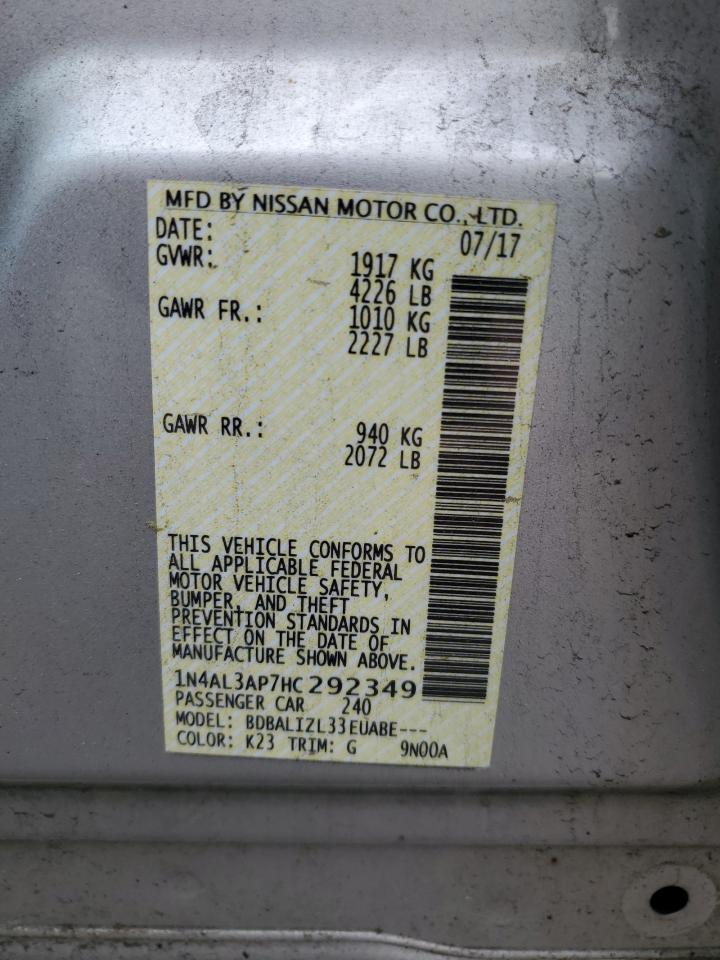 MFD BY NISSAN MOTOR CO., LTD.
DATE: 07/17
GVWR: 1917 KG
4226 LB
GAWR FR.: 1010 KG
2227 LB
GAWR RR.: 940 KG
2072 LB
THIS VEHICLE CONFORMS TO
ALL APPLICABLE FEDERAL
MOTOR VEHICLE SAFETY,
BUMPER, AND THEFT
PREVENTION STANDARDS IN
EFFECT ON THE DATE OF
MANUFACTURE SHOWN ABOVE.
1N4AL3AP7HC292349
PASSENGER CAR 240
MODEL: BDBALIZL33EUABE---
COLOR: K23 TRIM: G 9N00A